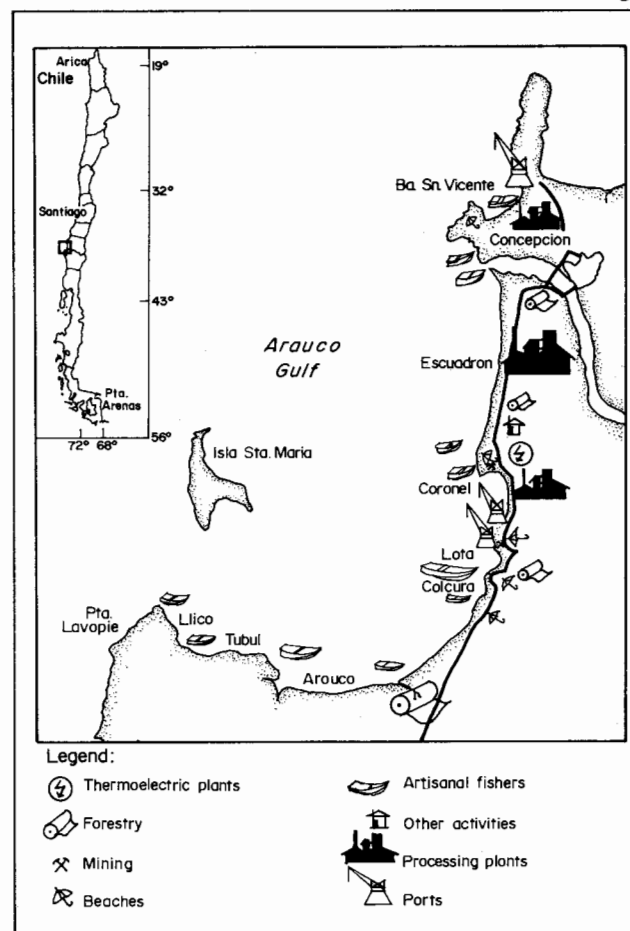 Arica
Chile
19°
32°
Santiago
43°
Pta.
Arenas
56°
72° 68°
Ba. Sn. Vicente
Concepcion
Arauco
Gulf
Escuadron
Isla Sta. Maria
Coronel
Lota
Colcura
Pta.
Lavapie
Llico
Tubul
Arouco
Legend:
Thermoelectric plants
Forestry
Mining
Beaches
Artisanal fishers
Other activities
Processing plants
Ports